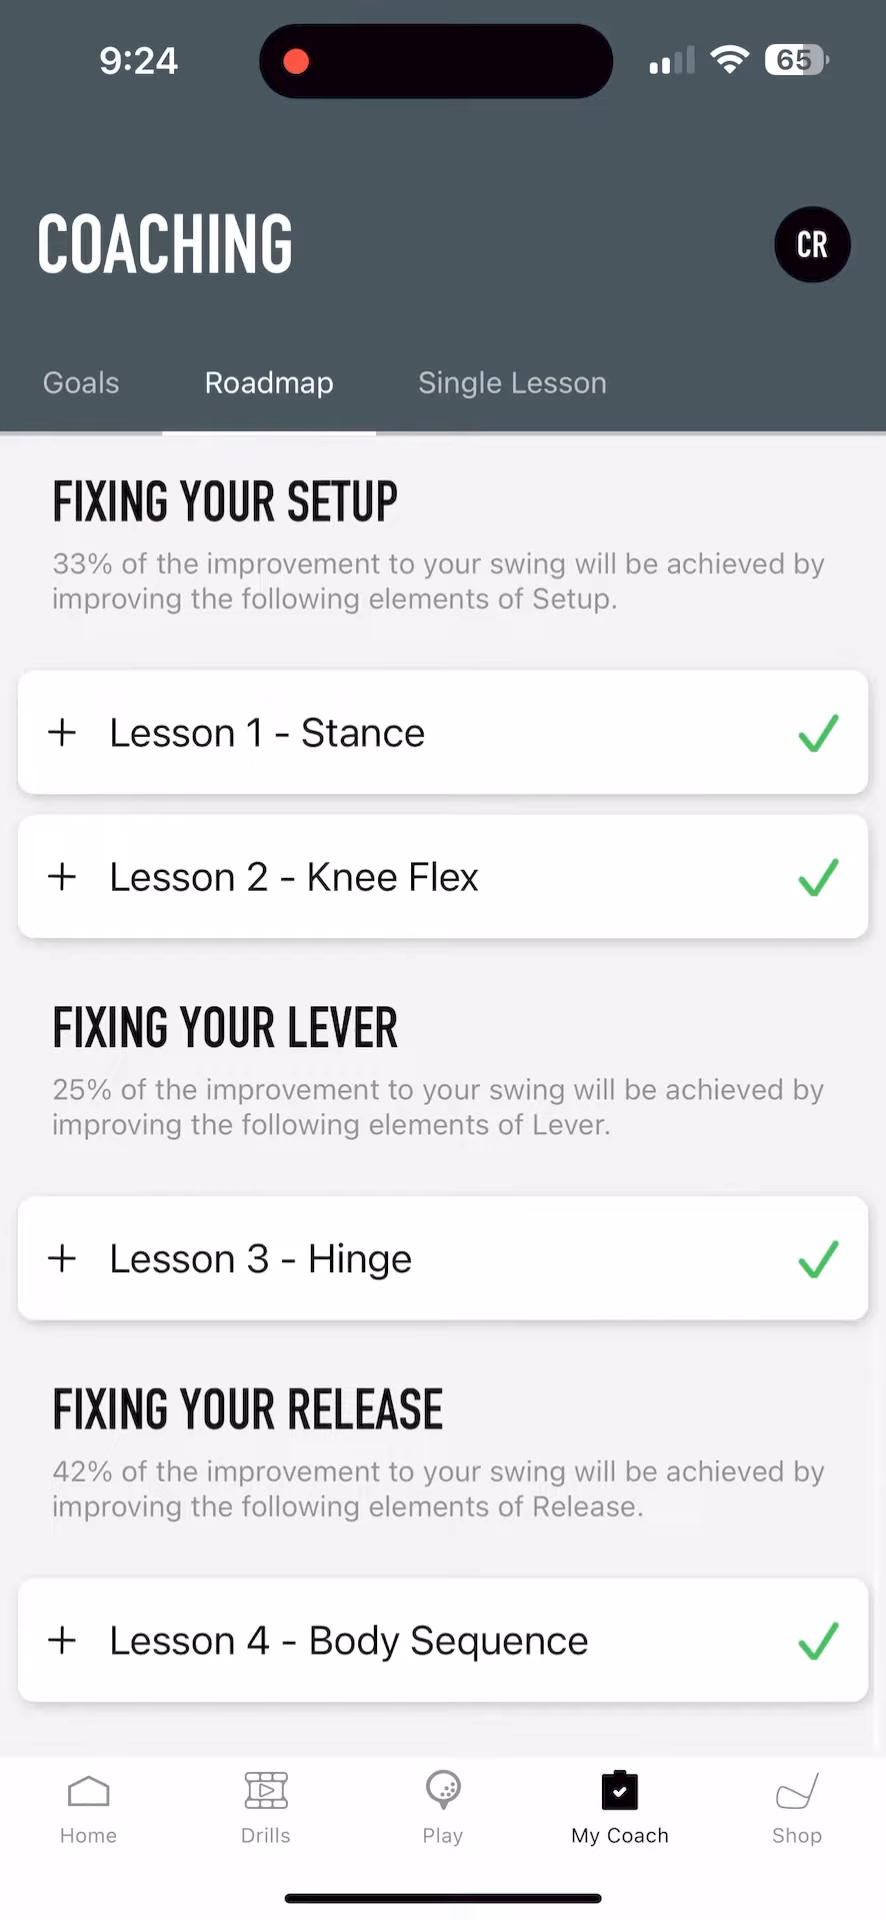 9:24
65
COACHING
CR
Goals
Roadmap
Single Lesson
FIXING YOUR SETUP
33% of the improvement to your swing will be achieved by
improving the following elements of Setup.
+ Lesson 1 - Stance
+ Lesson 2 - Knee Flex
FIXING YOUR LEVER
25% of the improvement to your swing will be achieved by
improving the following elements of Lever.
+ Lesson 3 - Hinge
FIXING YOUR RELEASE
42% of the improvement to your swing will be achieved by
improving the following elements of Release.
+ Lesson 4 - Body Sequence
Home
Drills
Play
My Coach
Shop